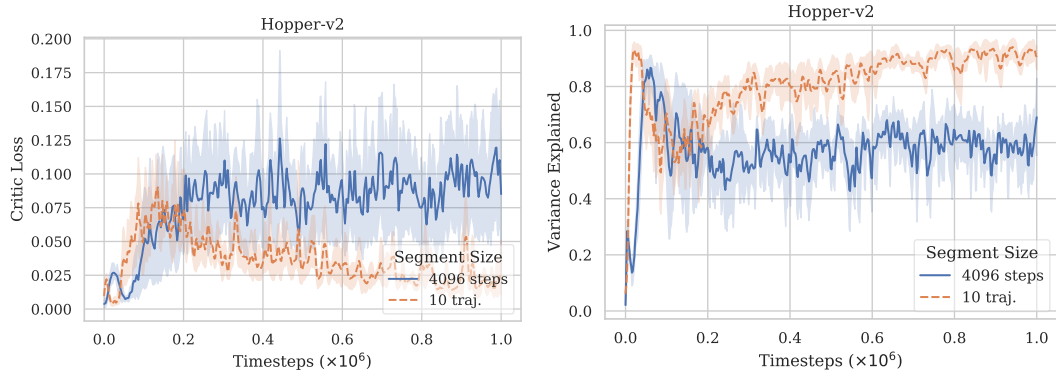 Hopper-v2
0.200
0.175
0.150
0.125
0.100
0.075
0.050
0.025
0.000
Critic Loss
Segment Size
4096 steps
10 traj.
0.0 0.2 0.4 0.6 0.8 1.0
Timesteps (×10⁶)
Hopper-v2
1.0
0.8
0.6
0.4
0.2
0.0
Variance Explained
Segment Size
4096 steps
10 traj.
0.0 0.2 0.4 0.6 0.8 1.0
Timesteps (×10⁶)